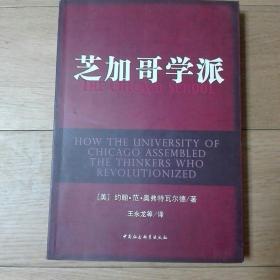 芝加哥学派
THE CHICAGO SCHOOL
HOW THE UNIVERSITY OF
CHICAGO ASSEMBLED
THE THINKERS WHO
REVOLUTIONIZED
[美] 约翰·范·奥弗特瓦尔德/著
王永龙等/译
中国社会科学出版社